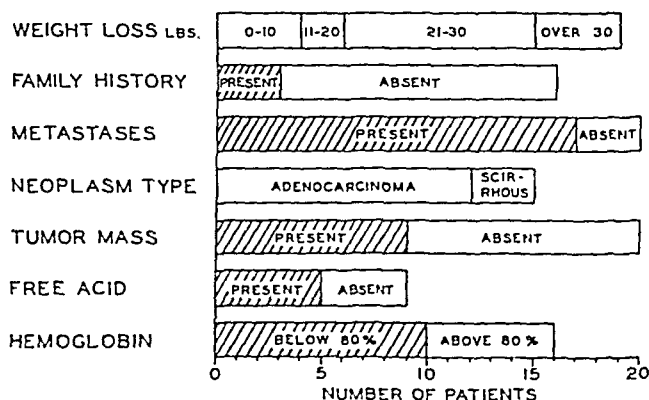 WEIGHT LOSS LBS. 0-10 11-20 21-30 OVER 30
FAMILY HISTORY PRESENT ABSENT
METASTASES PRESENT ABSENT
NEOPLASM TYPE ADENOCARCINOMA SCIR-
RHOUS
TUMOR MASS PRESENT ABSENT
FREE ACID PRESENT ABSENT
HEMOGLOBIN BELOW 80% ABOVE 80%
0 5 10 15 20
NUMBER OF PATIENTS